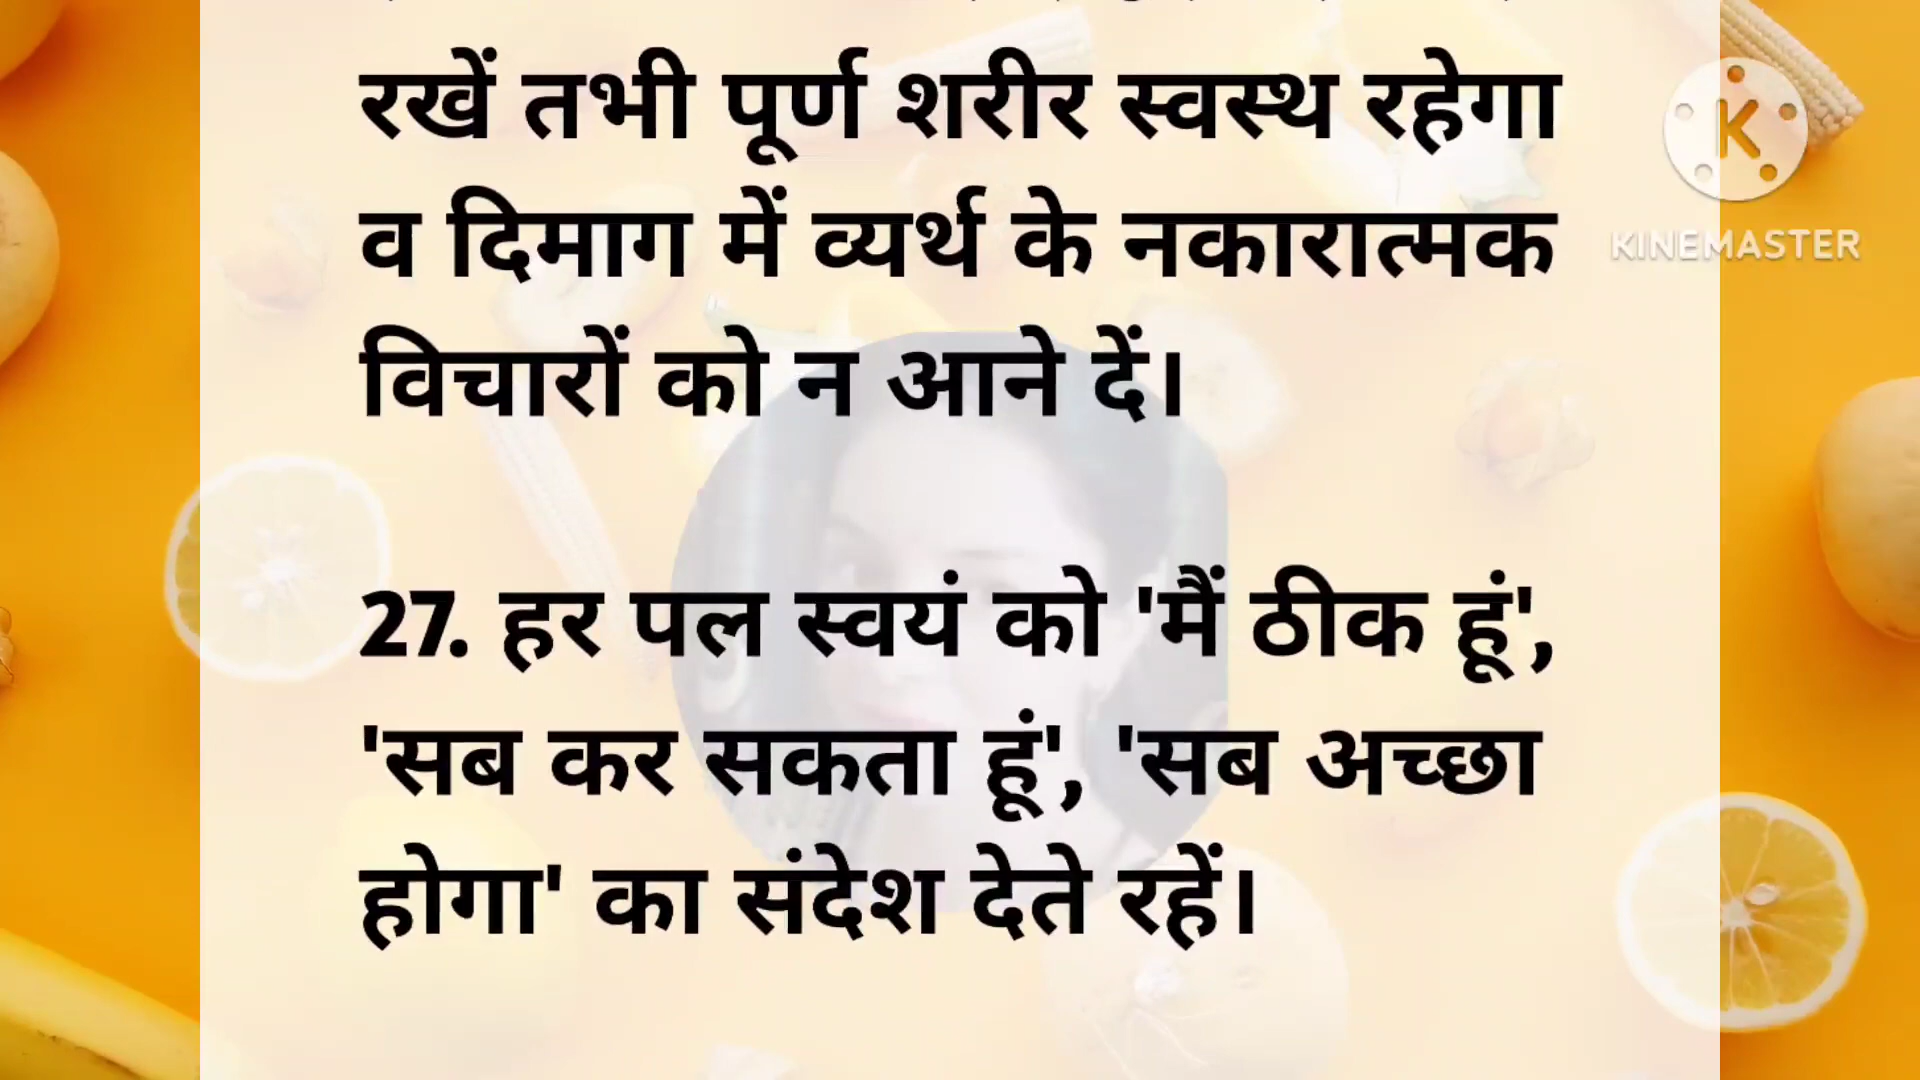 रखें तभी पूर्ण शरीर स्वस्थ रहेगा
व दिमाग में व्यर्थ के नकारात्मक
विचारों को न आने दें।
27. हर पल स्वयं को 'मैं ठीक हूं',
'सब कर सकता हूं', 'सब अच्छा
होगा' का संदेश देते रहें।
K
KINEMASTER